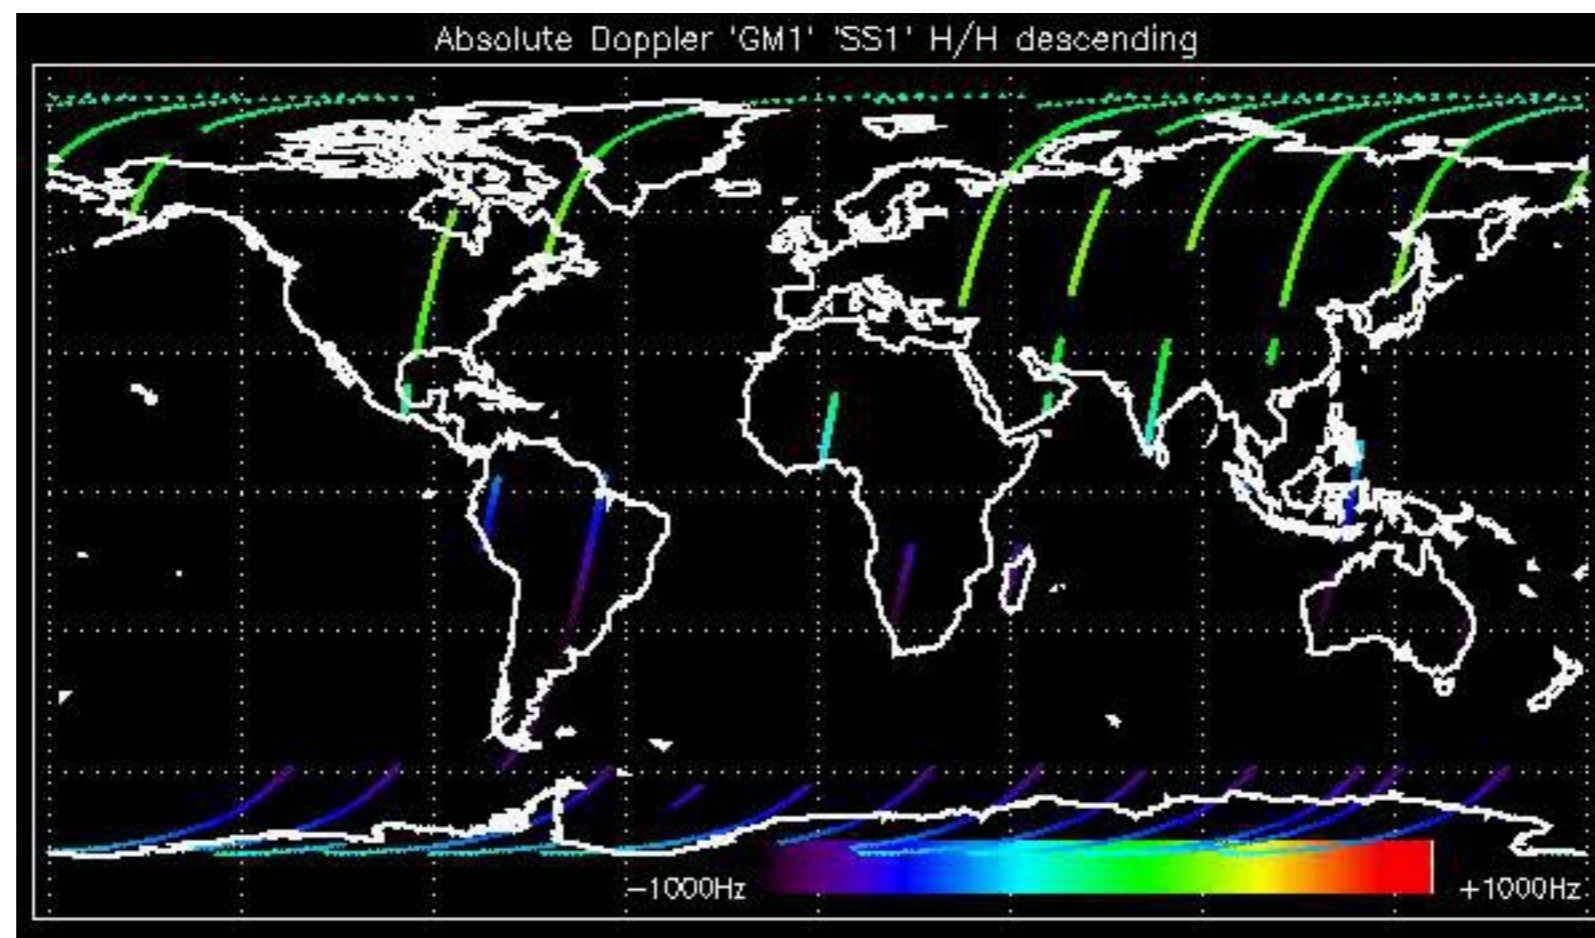 Absolute Doppler 'GM1' 'SS1' H/H descending
−1000Hz
+1000Hz